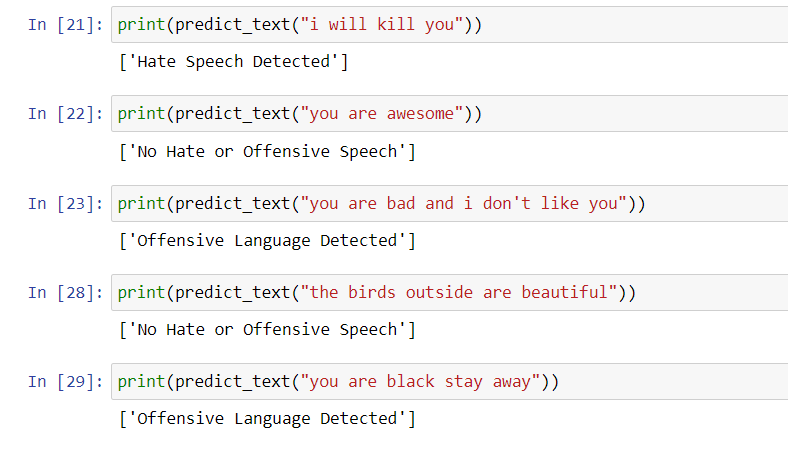 In [21]: print(predict_text("i will kill you"))
['Hate Speech Detected']
In [22]: print(predict_text("you are awesome"))
['No Hate or Offensive Speech']
In [23]: print(predict_text("you are bad and i don't like you"))
['Offensive Language Detected']
In [28]: print(predict_text("the birds outside are beautiful"))
['No Hate or Offensive Speech']
In [29]: print(predict_text("you are black stay away"))
['Offensive Language Detected']